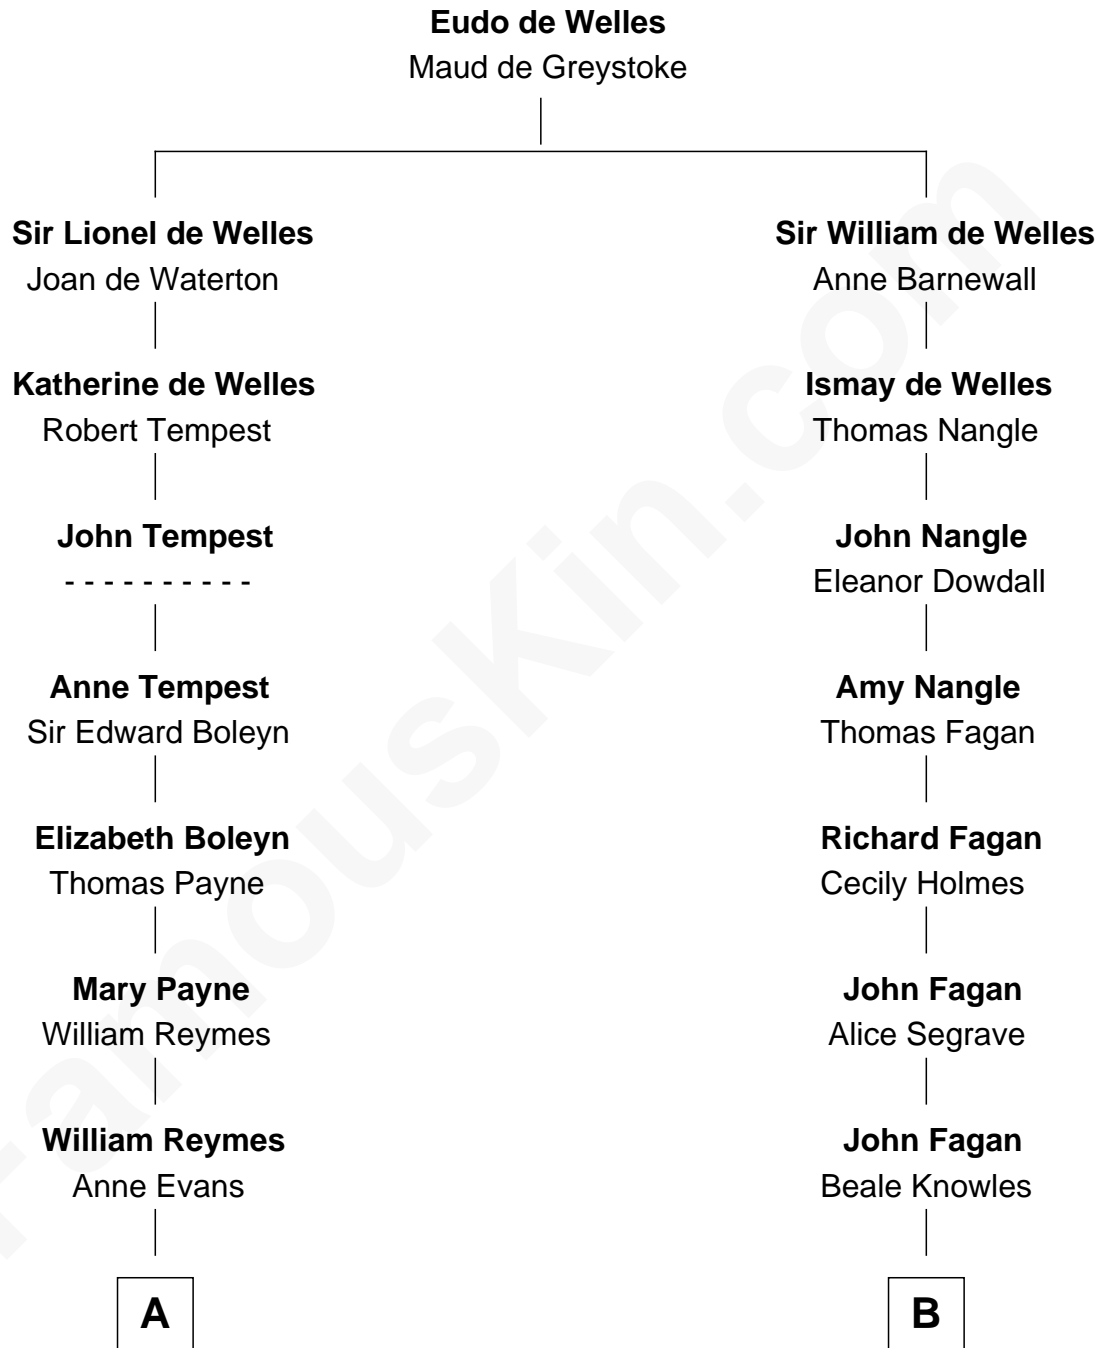 Eudo de Welles
Maud de Greystoke
Sir Lionel de Welles
Joan de Waterton
Sir William de Welles
Anne Barnewall
Katherine de Welles
Robert Tempest
Ismay de Welles
Thomas Nangle
John Tempest
- - - - - - - - - -
John Nangle
Eleanor Dowdall
Anne Tempest
Sir Edward Boleyn
Amy Nangle
Thomas Fagan
Elizabeth Boleyn
Thomas Payne
Richard Fagan
Cecily Holmes
Mary Payne
William Reymes
John Fagan
Alice Segrave
William Reymes
Anne Evans
John Fagan
Beale Knowles
A
B
FamousKin.com